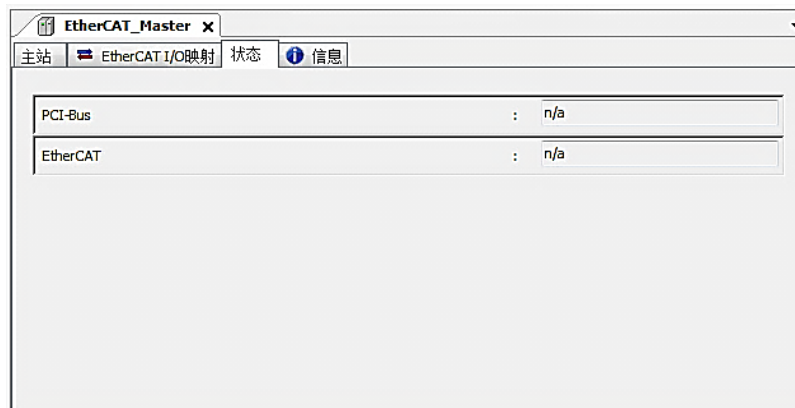 EtherCAT_Master X
主站 EtherCAT I/O映射 状态 信息
PCI-Bus : n/a
EtherCAT : n/a